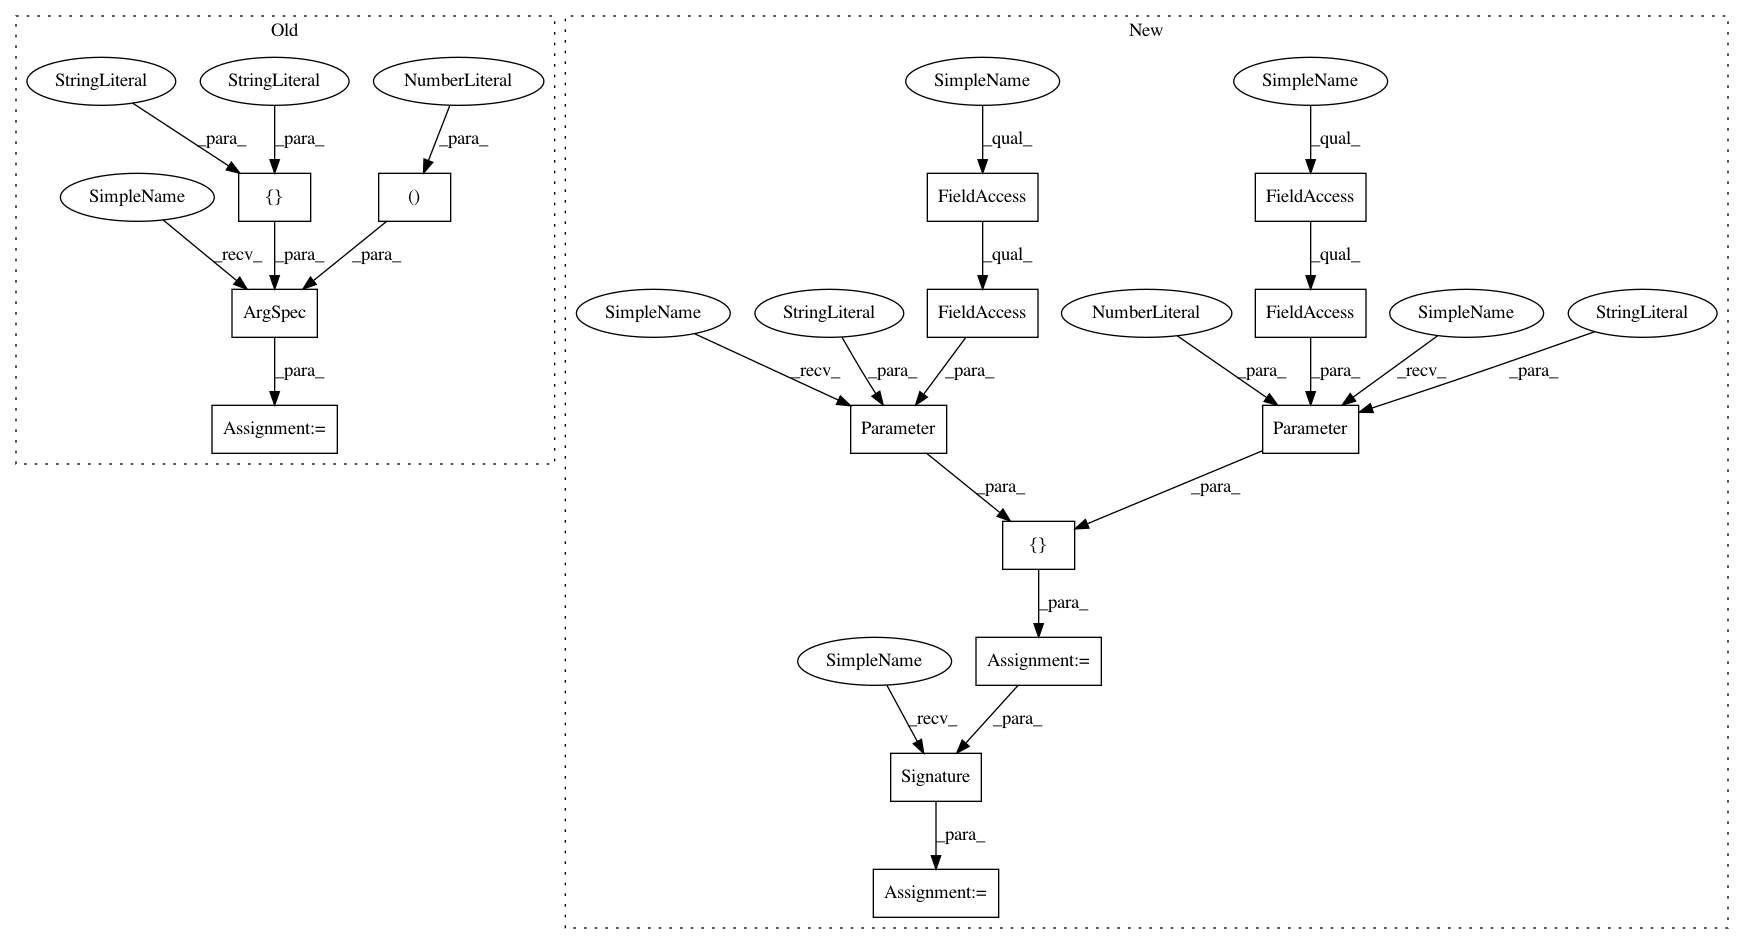 Old
New
StringLiteral
StringLiteral
NumberLiteral
SimpleName
SimpleName
_para_
_para_
_para_
_qual_
_qual_
SimpleName
{}
()
FieldAccess
FieldAccess
_recv_
_para_
_para_
_qual_
_qual_
ArgSpec
SimpleName
StringLiteral
FieldAccess
NumberLiteral
FieldAccess
SimpleName
StringLiteral
_para_
_recv_
_para_
_para_
_para_
_para_
_recv_
_para_
Assignment:=
Parameter
Parameter
_para_
_para_
{}
_para_
SimpleName
Assignment:=
_recv_
_para_
Signature
_para_
Assignment:=